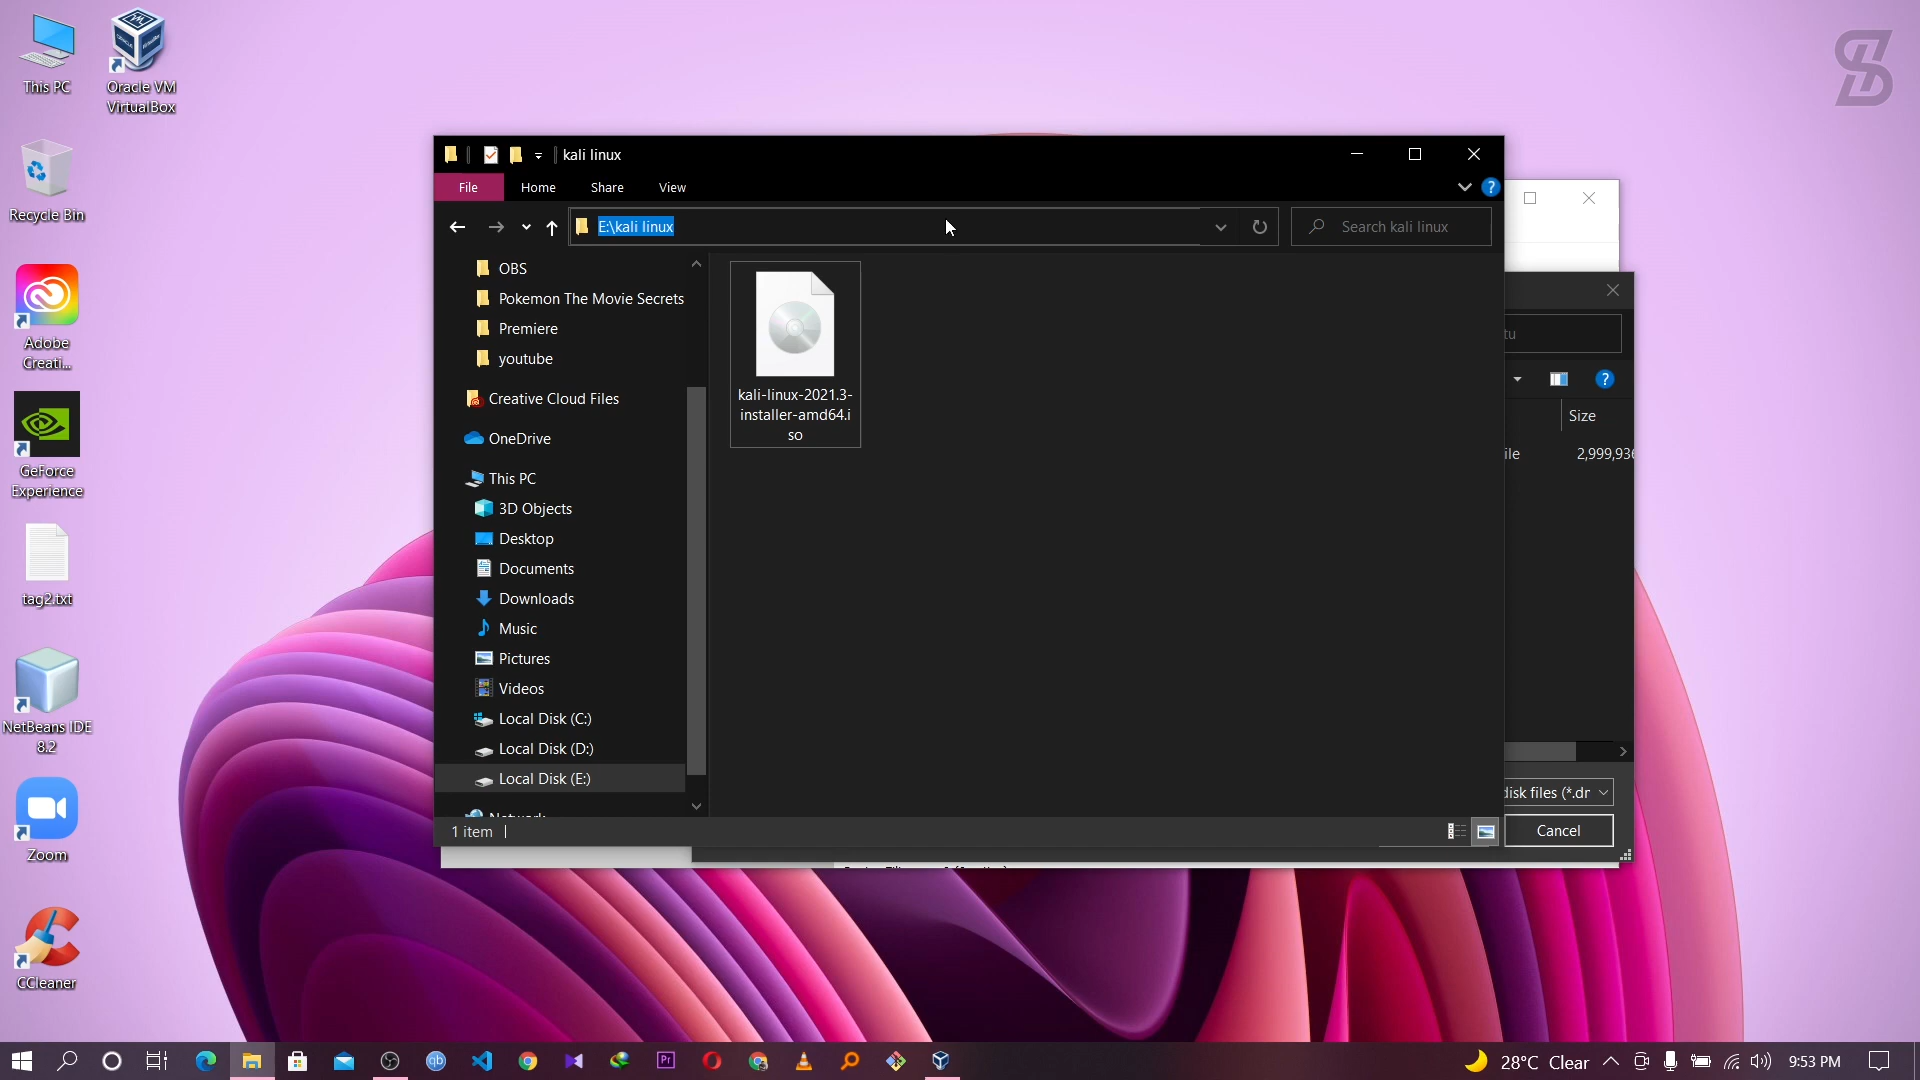 This PC
Oracle VM
VirtualBox
Recycle Bin
Adobe
Creati...
GeForce
Experience
tag2.txt
NetBeans IDE
8.2
Zoom
CCleaner
kali linux
File
Home
Share
View
E:\kali linux
Search kali linux
OBS
Pokemon The Movie Secrets
Premiere
youtube
Creative Cloud Files
OneDrive
This PC
3D Objects
Desktop
Documents
Downloads
Music
Pictures
Videos
Local Disk (C:)
Local Disk (D:)
Local Disk (E:)
kali-linux-2021.3-
installer-amd64.i
so
1 item
tu
Size
ile
2,999,936
disk files (*.dr
Cancel
28°C Clear
9:53 PM